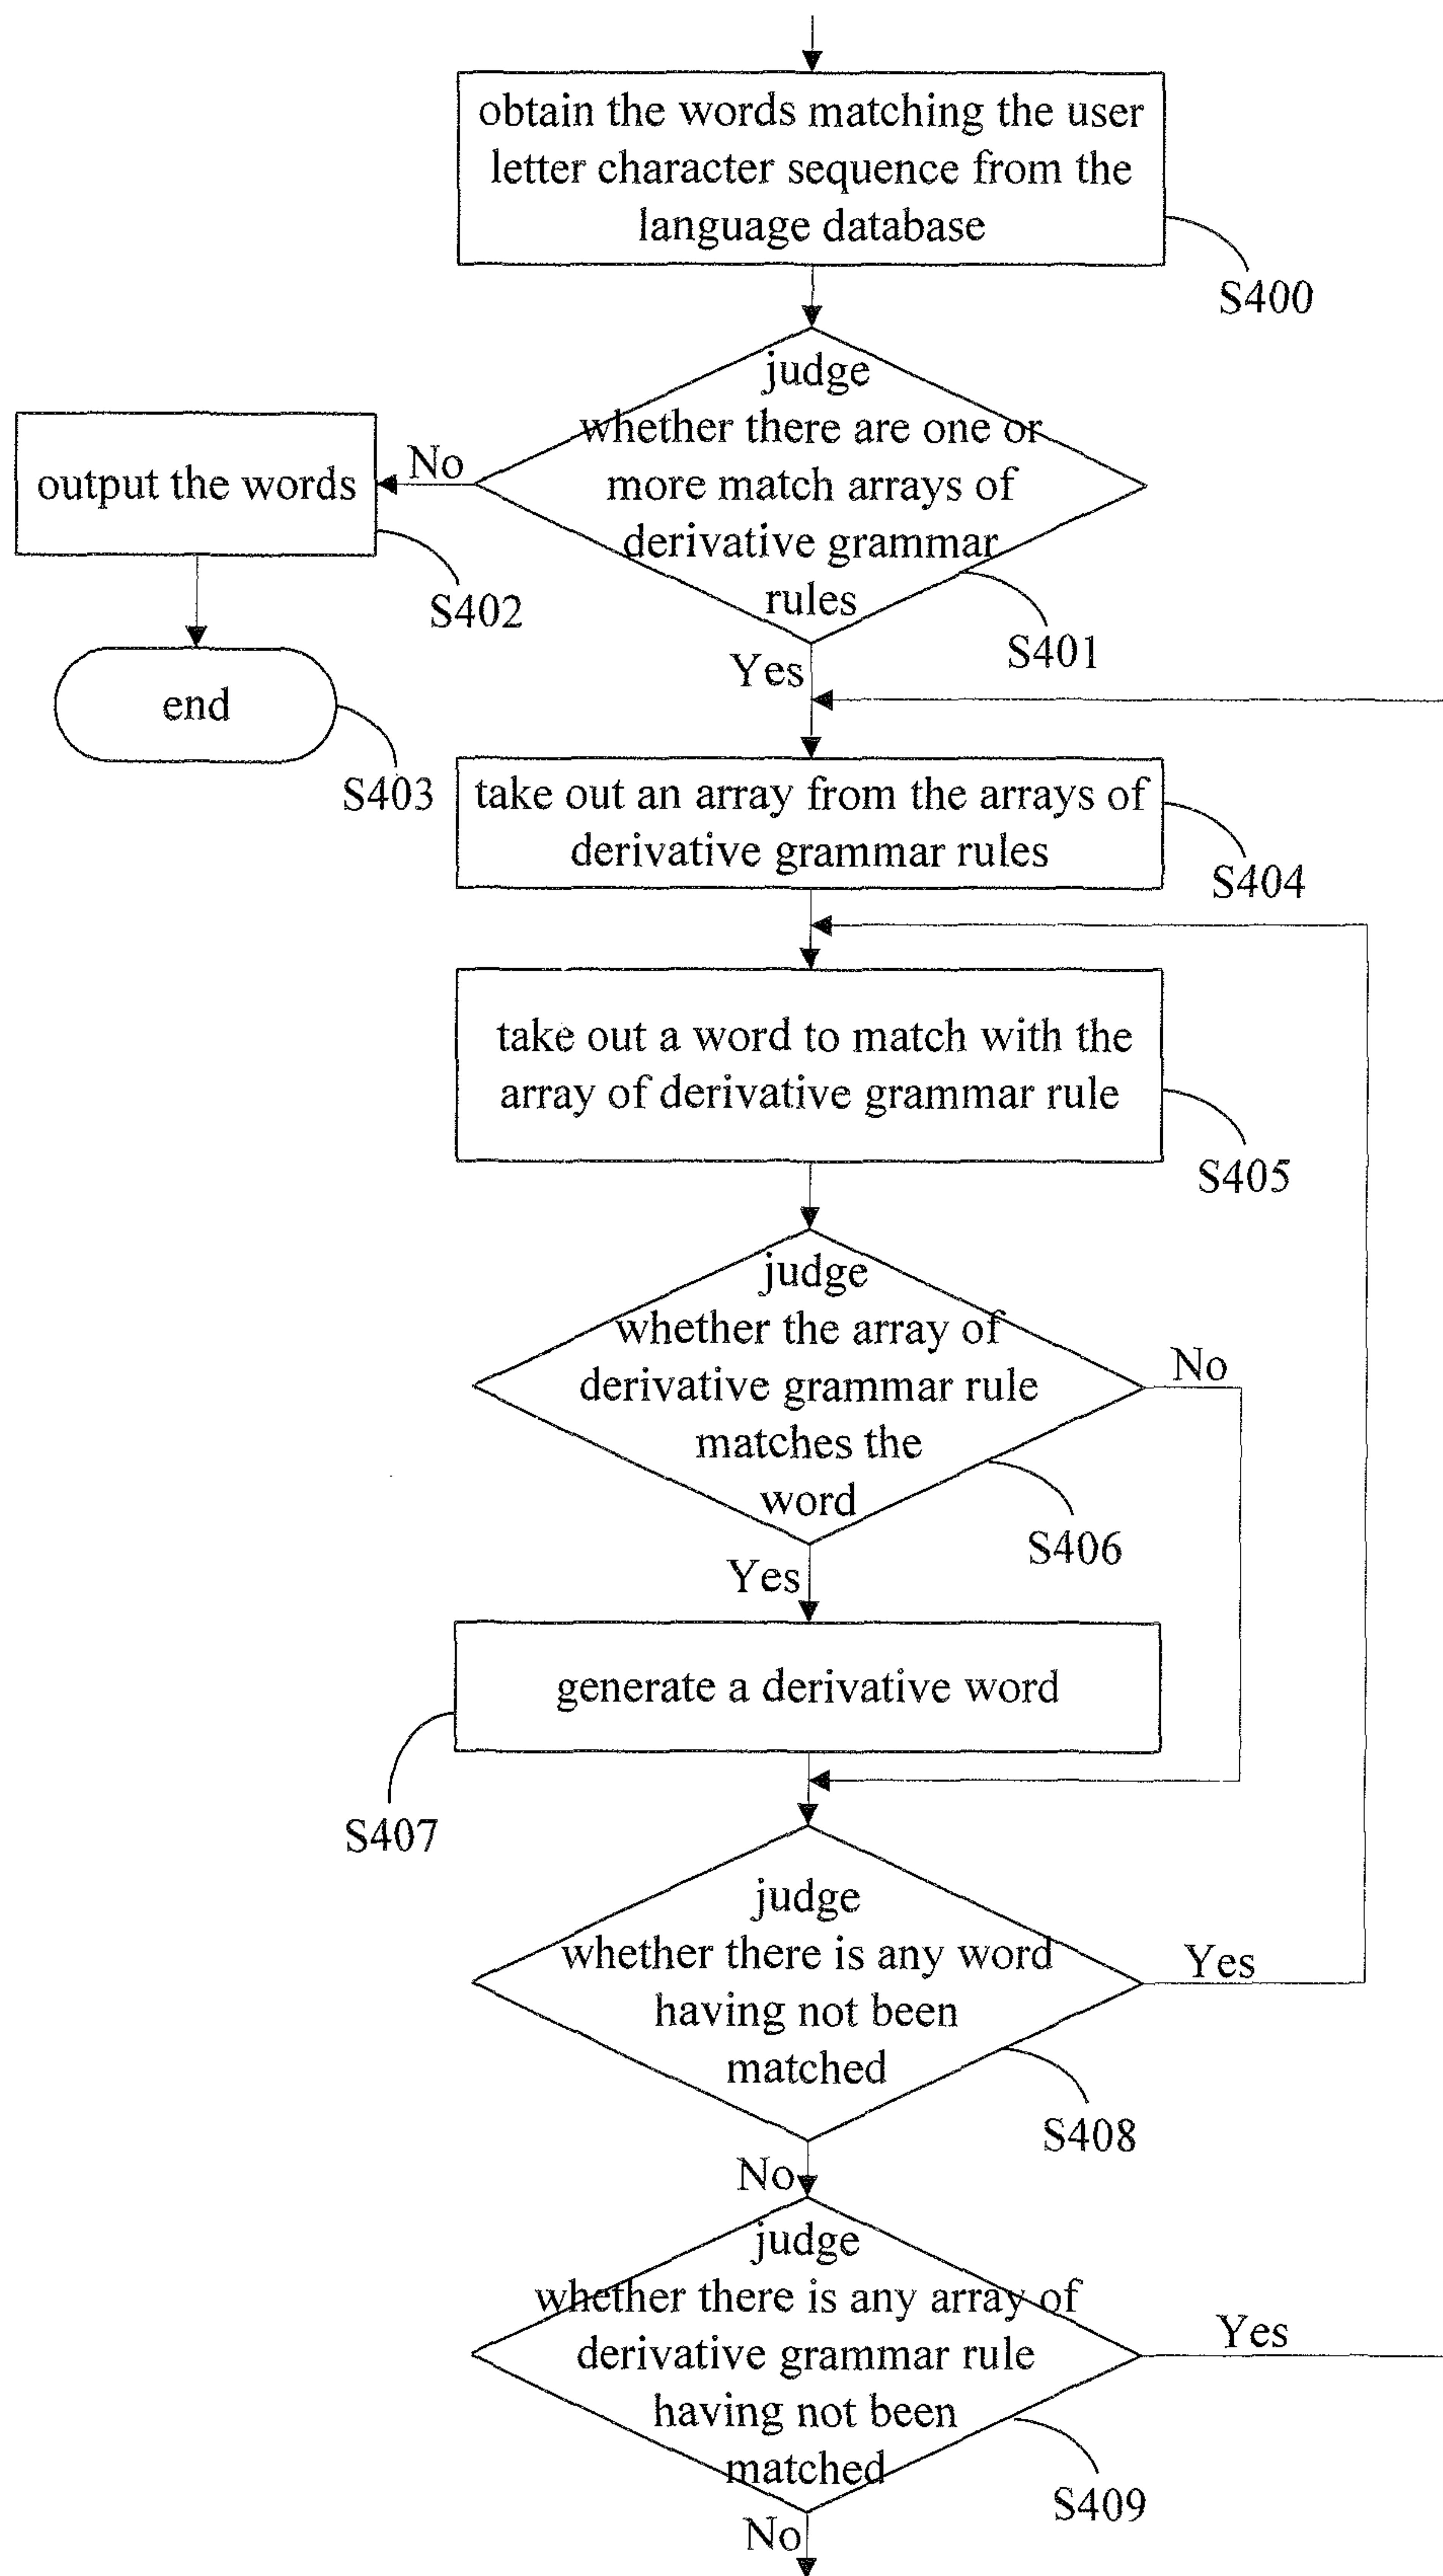 obtain the words matching the user
letter character sequence from the
language database
S400
judge
whether there are one or
more match arrays of
derivative grammar
rules
S401
No
output the words
S402
end
S403
Yes
take out an array from the arrays of
derivative grammar rules
S404
take out a word to match with the
array of derivative grammar rule
S405
judge
whether the array of
derivative grammar rule
matches the
word
S406
No
Yes
generate a derivative word
S407
judge
whether there is any word
having not been
matched
S408
Yes
No
judge
whether there is any array of
derivative grammar rule
having not been
matched
S409
Yes
No